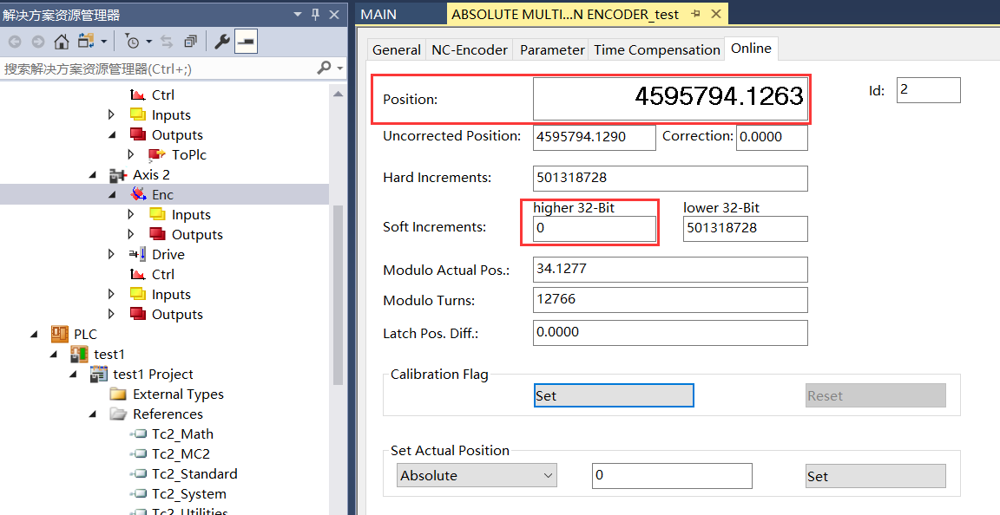 解决方案资源管理器
搜索解决方案资源管理器(Ctrl+;)
Ctrl
Inputs
Outputs
ToPlc
Axis 2
Enc
Inputs
Outputs
Drive
Ctrl
Inputs
Outputs
PLC
test1
test1 Project
External Types
References
Tc2_Math
Tc2_MC2
Tc2_Standard
Tc2_System
Tc2_Utilities
MAIN ABSOLUTE MULTI...N ENCODER_test
General NC-Encoder Parameter Time Compensation Online
Position: 4595794.1263 Id: 2
Uncorrected Position: 4595794.1290 Correction: 0.0000
Hard Increments: 501318728
higher 32-Bit lower 32-Bit
Soft Increments: 0 501318728
Modulo Actual Pos.: 34.1277
Modulo Turns: 12766
Latch Pos. Diff.: 0.0000
Calibration Flag
Set Reset
Set Actual Position
Absolute 0 Set